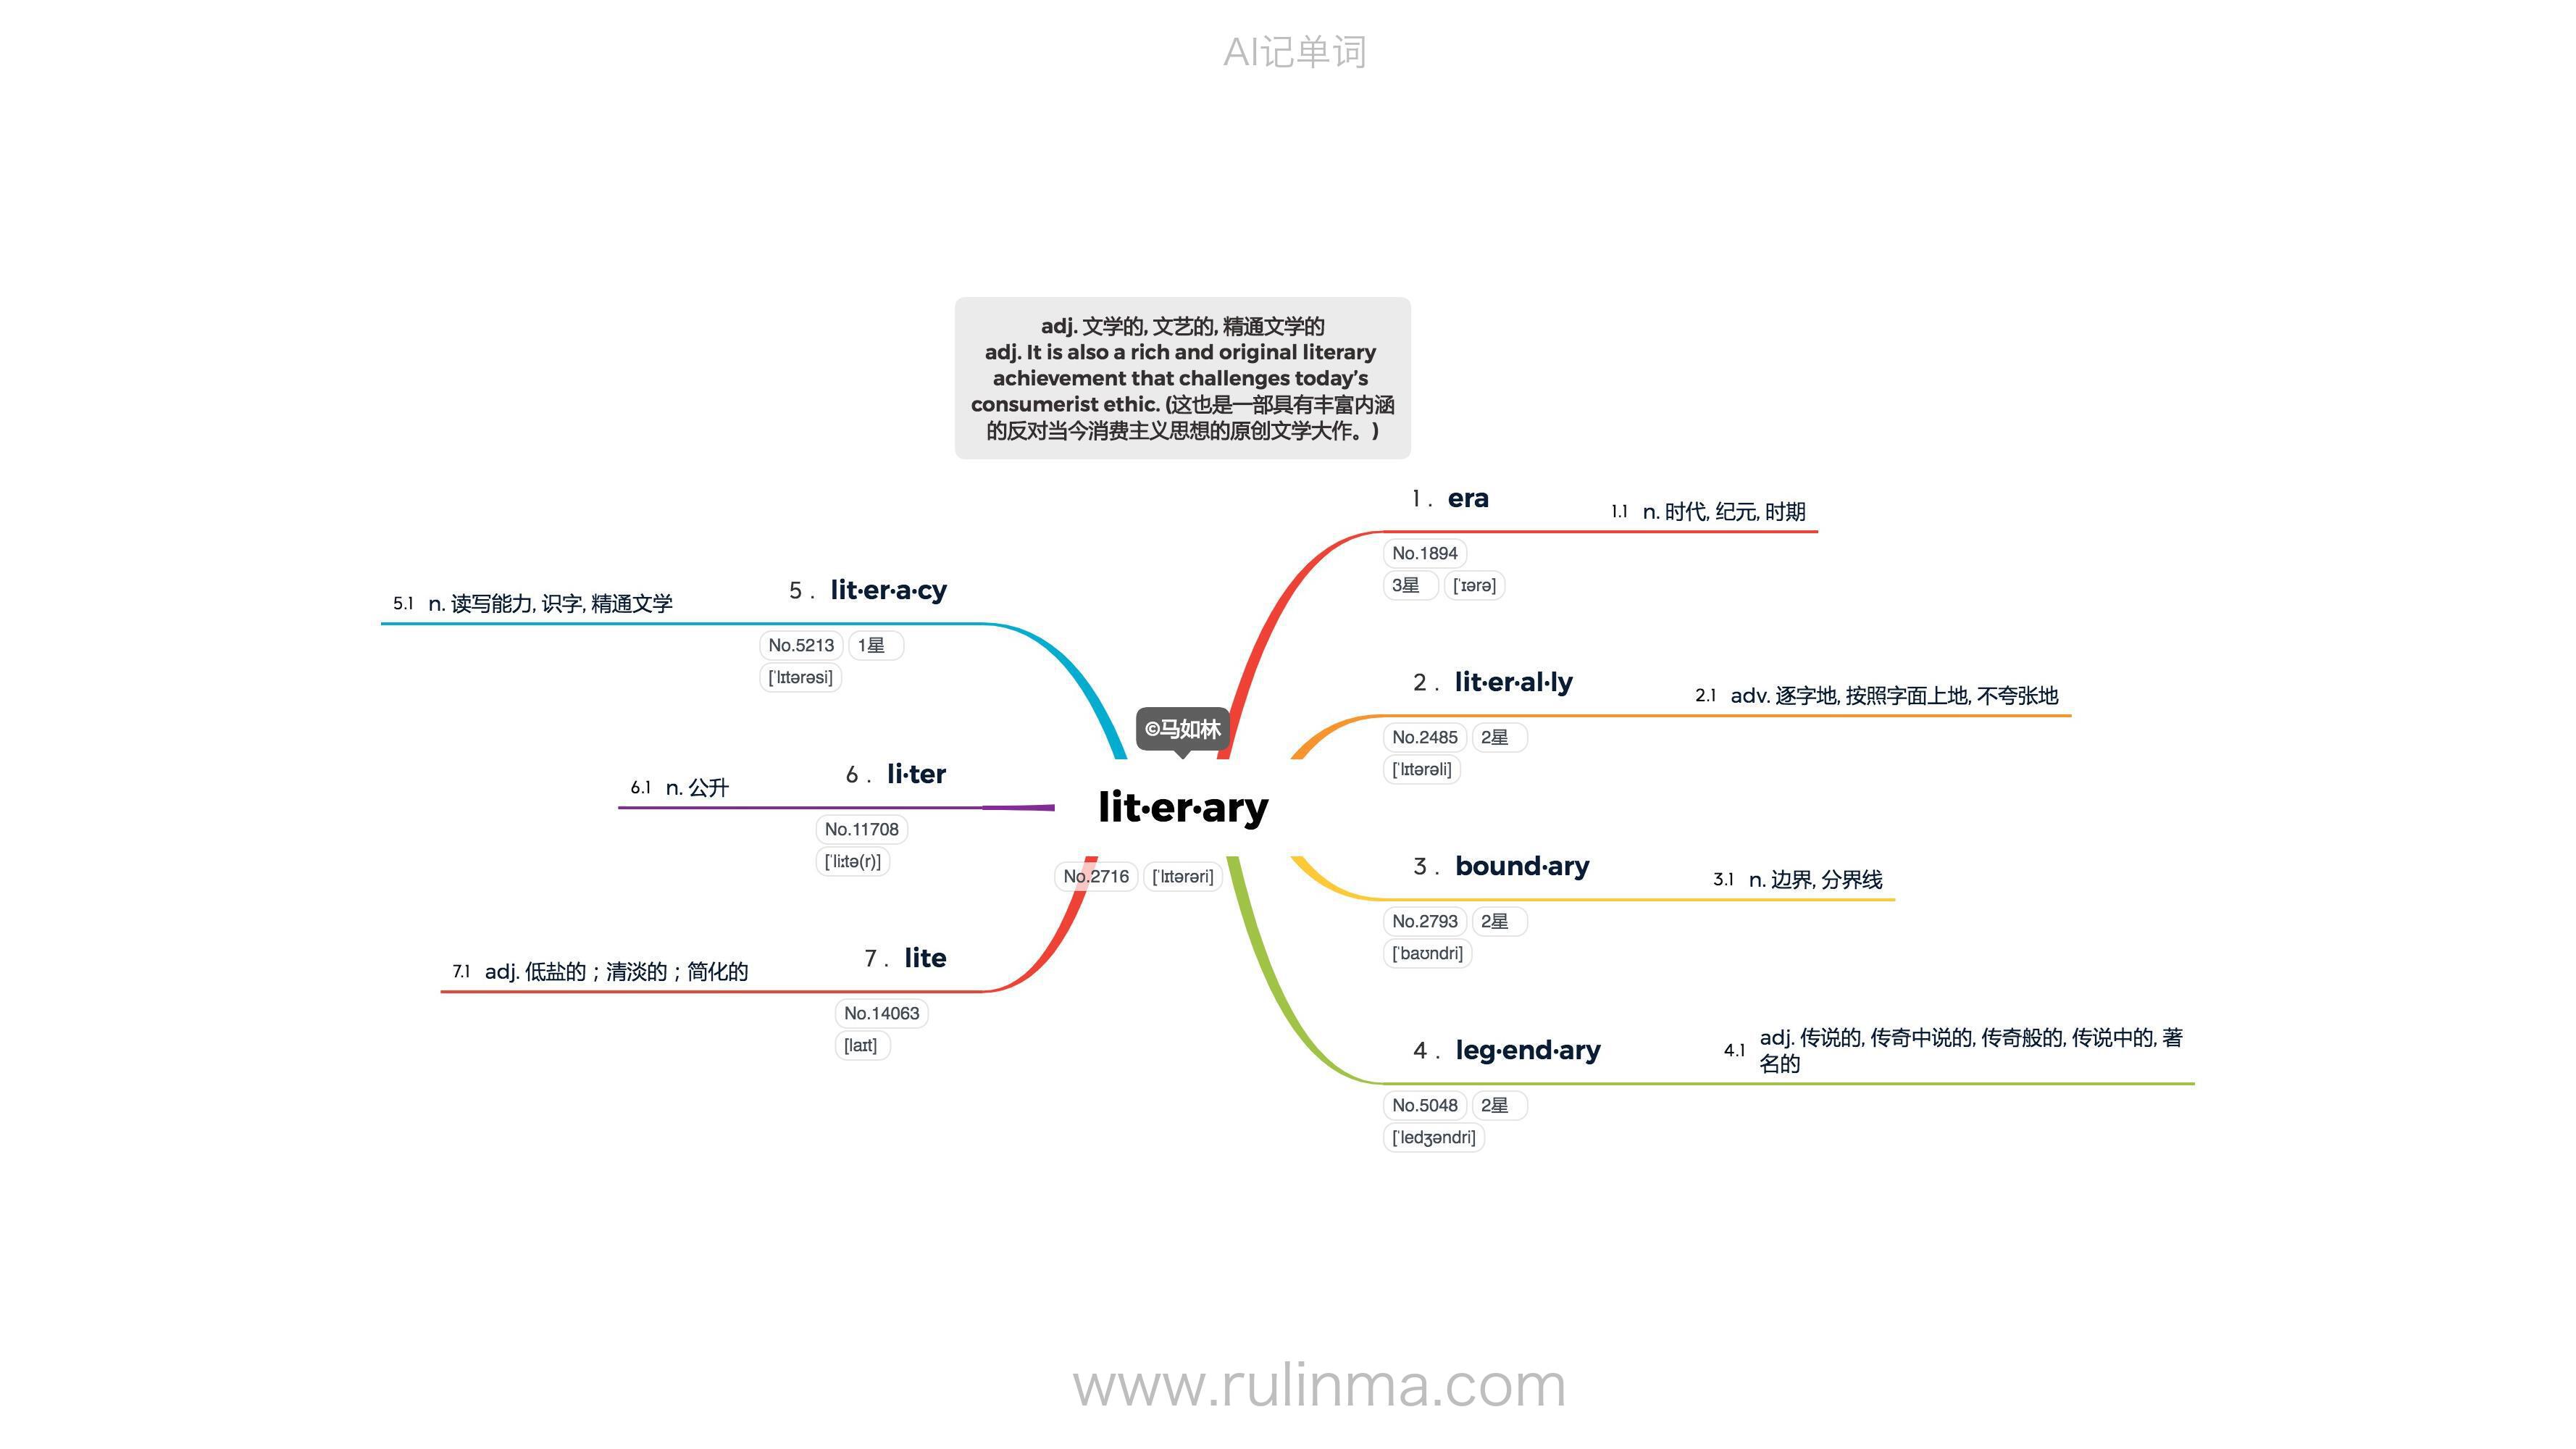 AI记单词
adj. 文学的, 文艺的, 精通文学的
adj. It is also a rich and original literary
achievement that challenges today’s
consumerist ethic. (这也是一部具有丰富内涵
的反对当今消费主义思想的原创文学大作。)
©马如林
lit·er·ary
No.2716 [ˈlɪtərəri]
1 . era
1.1 n. 时代, 纪元, 时期
No.1894
3星 [ˈɪərə]
2 . lit·er·al·ly
2.1 adv. 逐字地, 按照字面上地, 不夸张地
No.2485 2星
[ˈlɪtərəli]
3 . bound·ary
3.1 n. 边界, 分界线
No.2793 2星
[ˈbaʊndri]
4 . leg·end·ary
4.1 adj. 传说的, 传奇中说的, 传奇般的, 传说中的, 著
名的
No.5048 2星
[ˈledʒəndri]
5 . lit·er·a·cy
5.1 n. 读写能力, 识字, 精通文学
No.5213 1星
[ˈlɪtərəsi]
6 . li·ter
6.1 n. 公升
No.11708
[ˈliːtə(r)]
7 . lite
7.1 adj. 低盐的；清淡的；简化的
No.14063
[laɪt]
www.rulinma.com